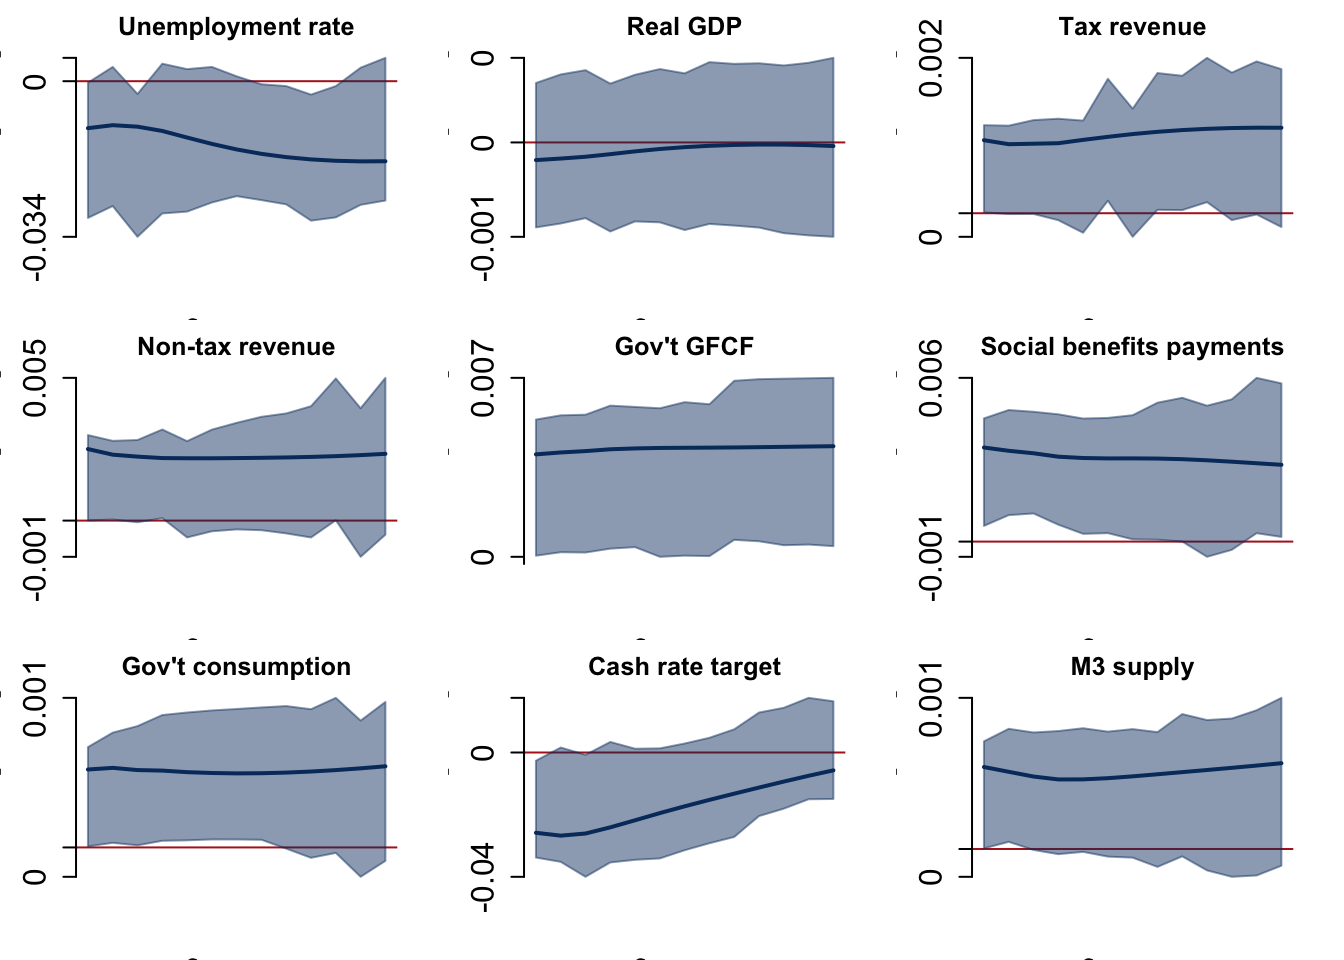 Unemployment rate
0
-0.034
Real GDP
0
0
-0.001
Tax revenue
0.002
0
Non-tax revenue
0.005
-0.001
Gov't GFCF
0.007
0
Social benefits payments
0.006
-0.001
Gov't consumption
0.001
0
Cash rate target
0
-0.04
M3 supply
0.001
0